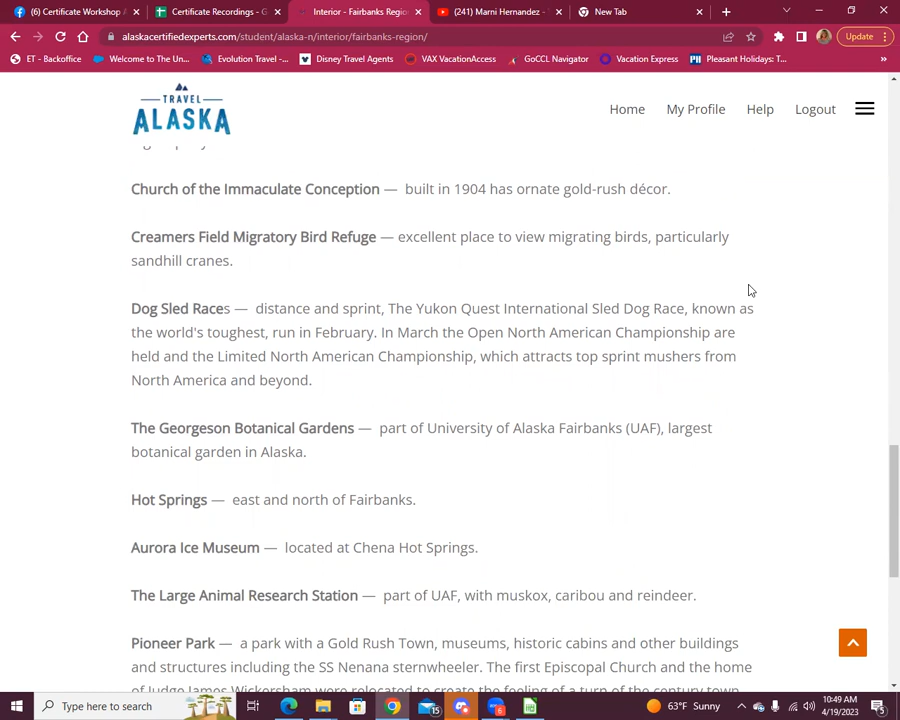 (6) Certificate Workshop A
Certificate Recordings - G
Interior - Fairbanks Regio
(241) Marni Hernandez -
New Tab
alaskacertifiedexperts.com/student/alaska-n/interior/fairbanks-region/
Update
ET - Backoffice
Welcome to The Un...
Evolution Travel -...
Disney Travel Agents
VAX VacationAccess
GoCCL Navigator
Vacation Express
Pleasant Holidays: T...
»
TRAVEL
ALASKA
Home
My Profile
Help
Logout
Church of the Immaculate Conception — built in 1904 has ornate gold-rush décor.
Creamers Field Migratory Bird Refuge — excellent place to view migrating birds, particularly
sandhill cranes.
Dog Sled Races — distance and sprint, The Yukon Quest International Sled Dog Race, known as
the world's toughest, run in February. In March the Open North American Championship are
held and the Limited North American Championship, which attracts top sprint mushers from
North America and beyond.
The Georgeson Botanical Gardens — part of University of Alaska Fairbanks (UAF), largest
botanical garden in Alaska.
Hot Springs — east and north of Fairbanks.
Aurora Ice Museum — located at Chena Hot Springs.
The Large Animal Research Station — part of UAF, with muskox, caribou and reindeer.
Pioneer Park — a park with a Gold Rush Town, museums, historic cabins and other buildings
and structures including the SS Nenana sternwheeler. The first Episcopal Church and the home
of Judge James Wickersham were relocated to create the feeling of a turn of the century town
Type here to search
15
6
63°F Sunny
10:49 AM
4/19/2023
5